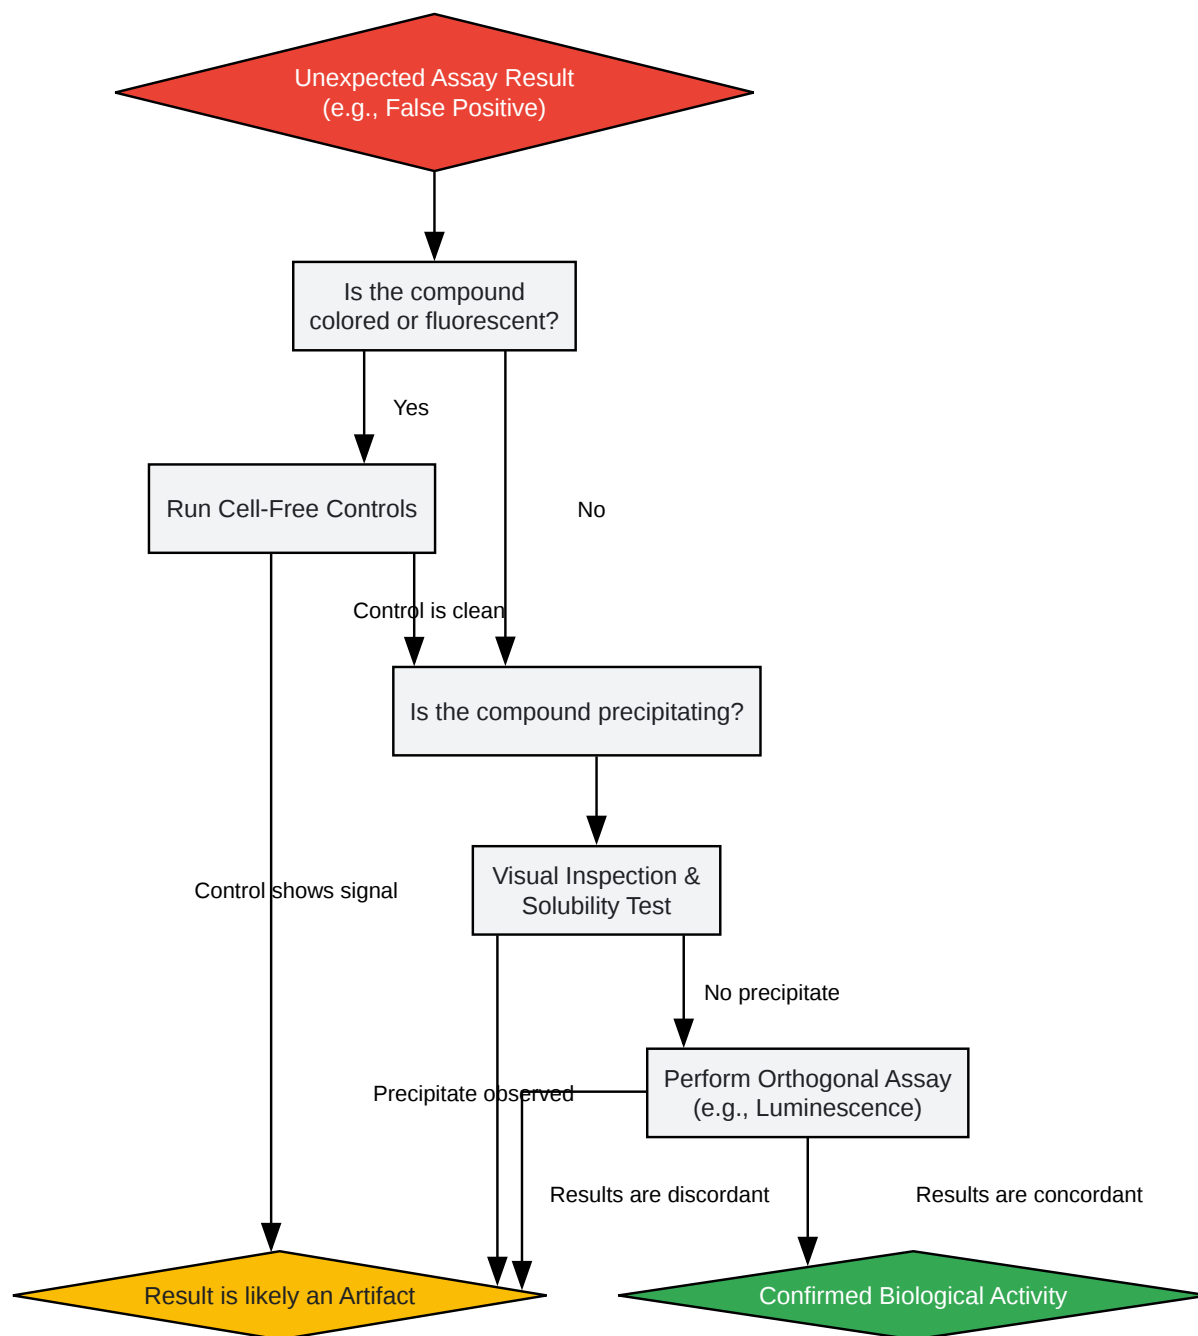 Unexpected Assay Result
(e.g., False Positive)
Is the compound
colored or fluorescent?
Yes
Run Cell-Free Controls
No
Control is clean
Is the compound precipitating?
Visual Inspection &
Solubility Test
Control shows signal
No precipitate
Perform Orthogonal Assay
(e.g., Luminescence)
Precipitate observed
Results are discordant
Results are concordant
Result is likely an Artifact
Confirmed Biological Activity